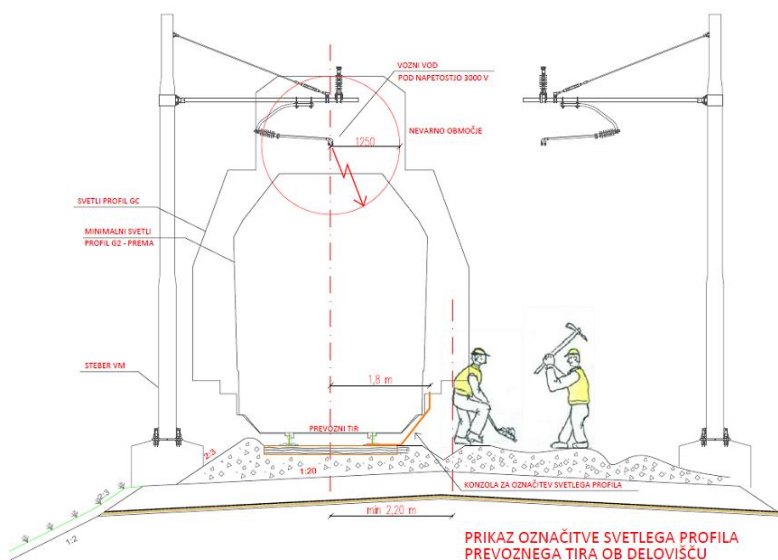 VOZNI VOD
POD NAPETOSTJO 3000 V
NEVARNO OBMOČJE
1250
SVETLI PROFIL GC
MINIMALNI SVETLI
PROFIL G2 - PREMA
STEBER VM
1,8 m
PREVOZNI TIR
2:3
1:20
KONZOLA ZA OZNAČITEV SVETLEGA PROFILA
2:3
1:2
min 2,20 m
PRIKAZ OZNAČITVE SVETLEGA PROFILA
PREVOZNEGA TIRA OB DELOVIŠČU